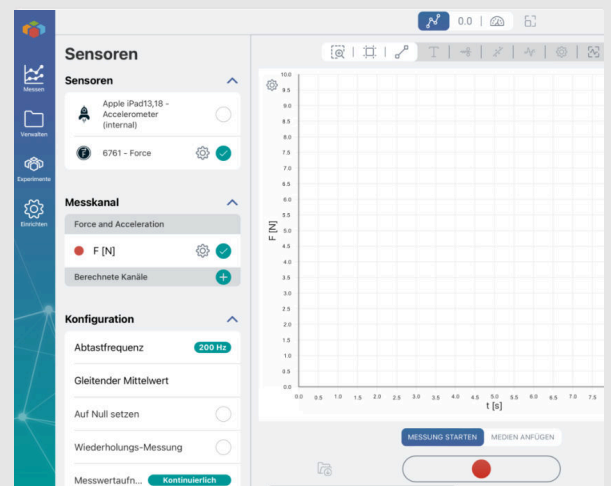 0.0
Sensoren
Sensoren
Apple iPad13,18 -
Accelerometer
(internal)
6761 - Force
Messkanal
Force and Acceleration
F [N]
Berechnete Kanäle
Konfiguration
Abtastfrequenz
200 Hz
Gleitender Mittelwert
Auf Null setzen
Wiederholungs-Messung
Messwertaufn...
Kontinuierlich
Messen
Verwalten
Experimente
Einrichten
T
10.0
9.5
9.0
8.5
8.0
7.5
7.0
6.5
6.0
5.5
5.0
4.5
4.0
3.5
3.0
2.5
2.0
1.5
1.0
0.5
0.0
F [N]
0.0 0.5 1.0 1.5 2.0 2.5 3.0 3.5 4.0 4.5 5.0 5.5 6.0 6.5 7.0 7.5
t [s]
MESSUNG STARTEN
MEDIEN ANFÜGEN